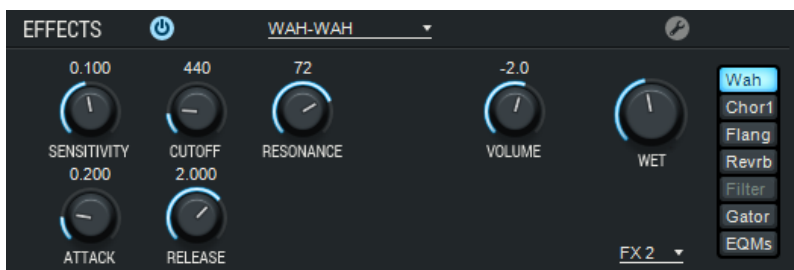 EFFECTS WAH-WAH
0.100 440 72 -2.0
SENSITIVITY CUTOFF RESONANCE VOLUME WET
0.200 2.000
ATTACK RELEASE FX 2
Wah
Chor1
Flang
Revrb
Filter
Gator
EQMs